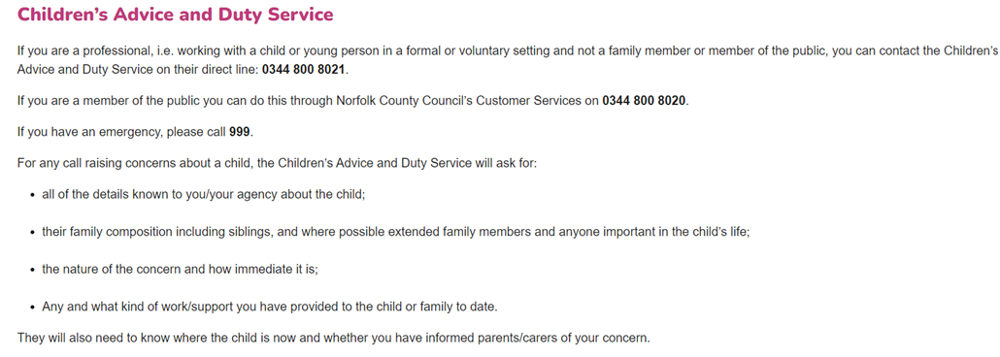 Children's Advice and Duty Service
If you are a professional, i.e. working with a child or young person in a formal or voluntary setting and not a family member or member of the public, you can contact the Children's
Advice and Duty Service on their direct line: 0344 800 8021.
If you are a member of the public you can do this through Norfolk County Council's Customer Services on 0344 800 8020.
If you have an emergency, please call 999.
For any call raising concerns about a child, the Children's Advice and Duty Service will ask for:
• all of the details known to you/your agency about the child;
• their family composition including siblings, and where possible extended family members and anyone important in the child's life;
• the nature of the concern and how immediate it is;
• Any and what kind of work/support you have provided to the child or family to date.
They will also need to know where the child is now and whether you have informed parents/carers of your concern.